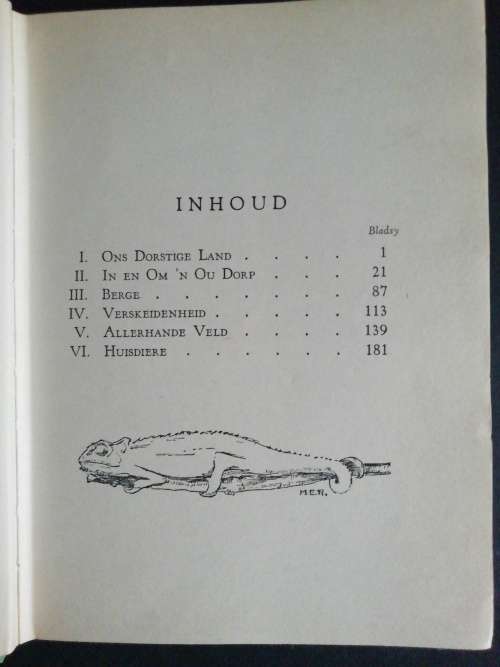 INHOUD
Bladsy
I. Ons Dorstige Land . . . . 1
II. In en Om 'n Ou Dorp . . . 21
III. Berge . . . . . . . 87
IV. Verskeidenheid . . . . . 113
V. Allerhande Veld . . . . 139
VI. Huisdiere . . . . . . 181
M.E.R.